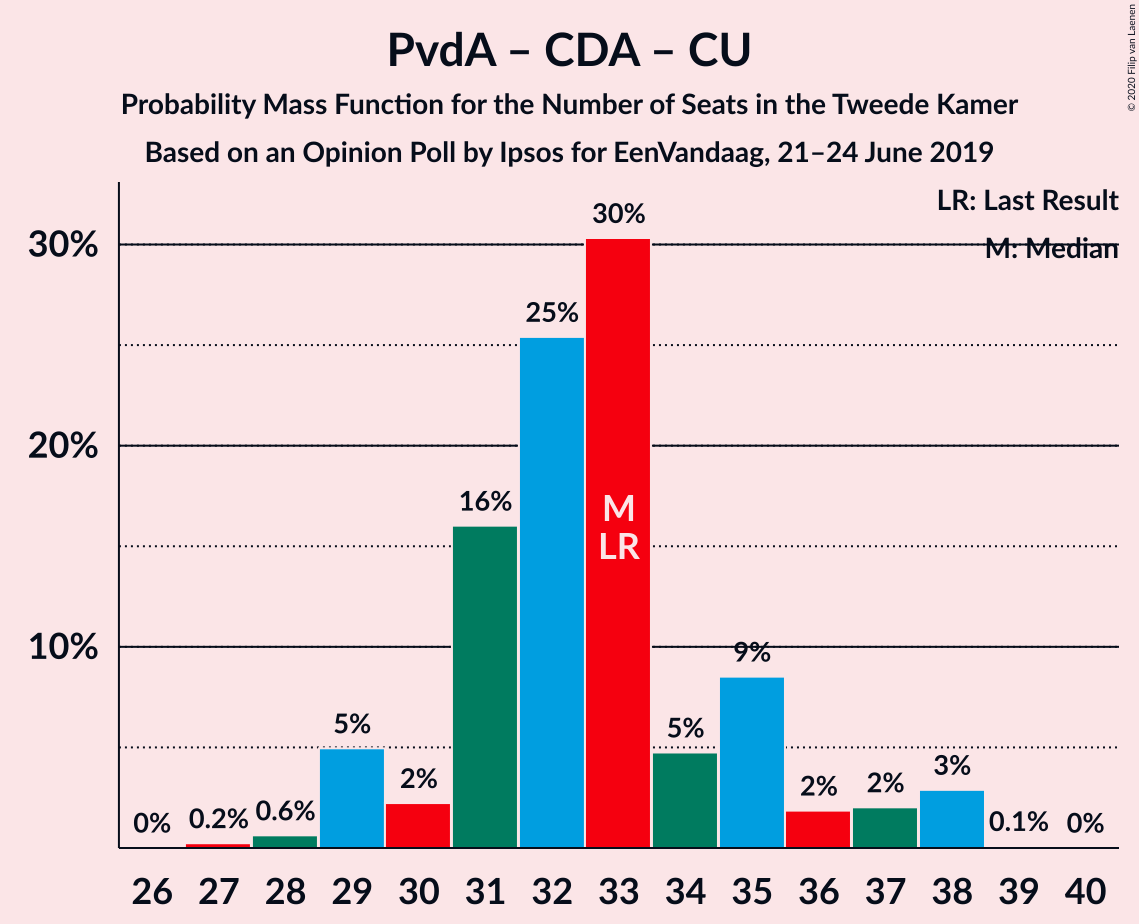 PvdA – CDA – CU
Probability Mass Function for the Number of Seats in the Tweede Kamer
Based on an Opinion Poll by Ipsos for EenVandaag, 21–24 June 2019
© 2020 Filip van Laenen
LR: Last Result
M: Median
30%
20%
10%
0%
0.2%
0.6%
5%
2%
16%
25%
30%
M
LR
5%
9%
2%
2%
3%
0.1%
0%
26 27 28 29 30 31 32 33 34 35 36 37 38 39 40